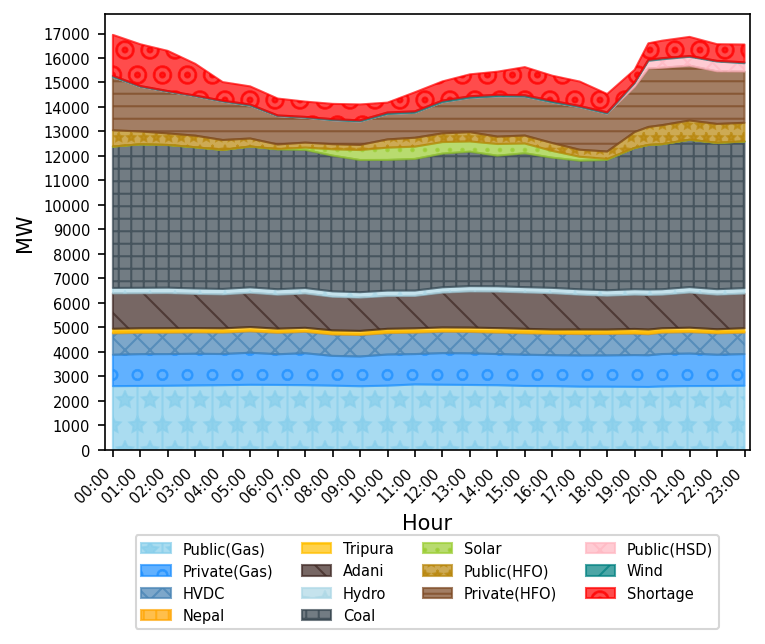 17000
16000
15000
14000
13000
12000
11000
10000
9000
8000
7000
6000
5000
4000
3000
2000
1000
0
MW
00:00 01:00 02:00 03:00 04:00 05:00 06:00 07:00 08:00 09:00 10:00 11:00 12:00 13:00 14:00 15:00 16:00 17:00 18:00 19:00 20:00 21:00 22:00 23:00
Hour
Public(Gas) Tripura Solar Public(HSD)
Private(Gas) Adani Public(HFO) Wind
HVDC Hydro Private(HFO) Shortage
Nepal Coal